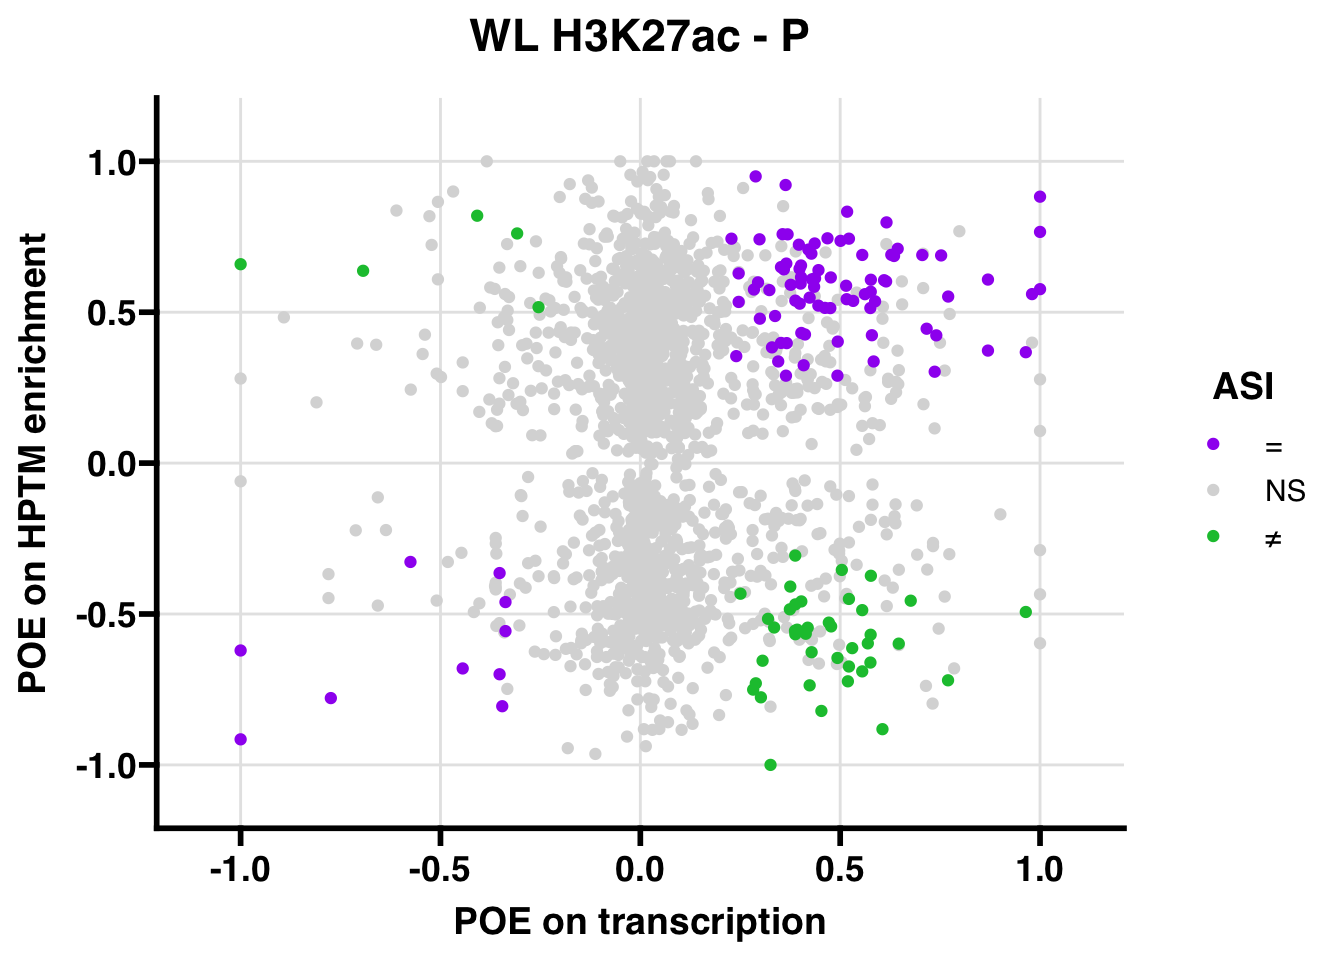 WL H3K27ac - P
POE on HPTM enrichment
1.0
0.5
0.0
-0.5
-1.0
-1.0 -0.5 0.0 0.5 1.0
POE on transcription
ASI
=
NS
≠